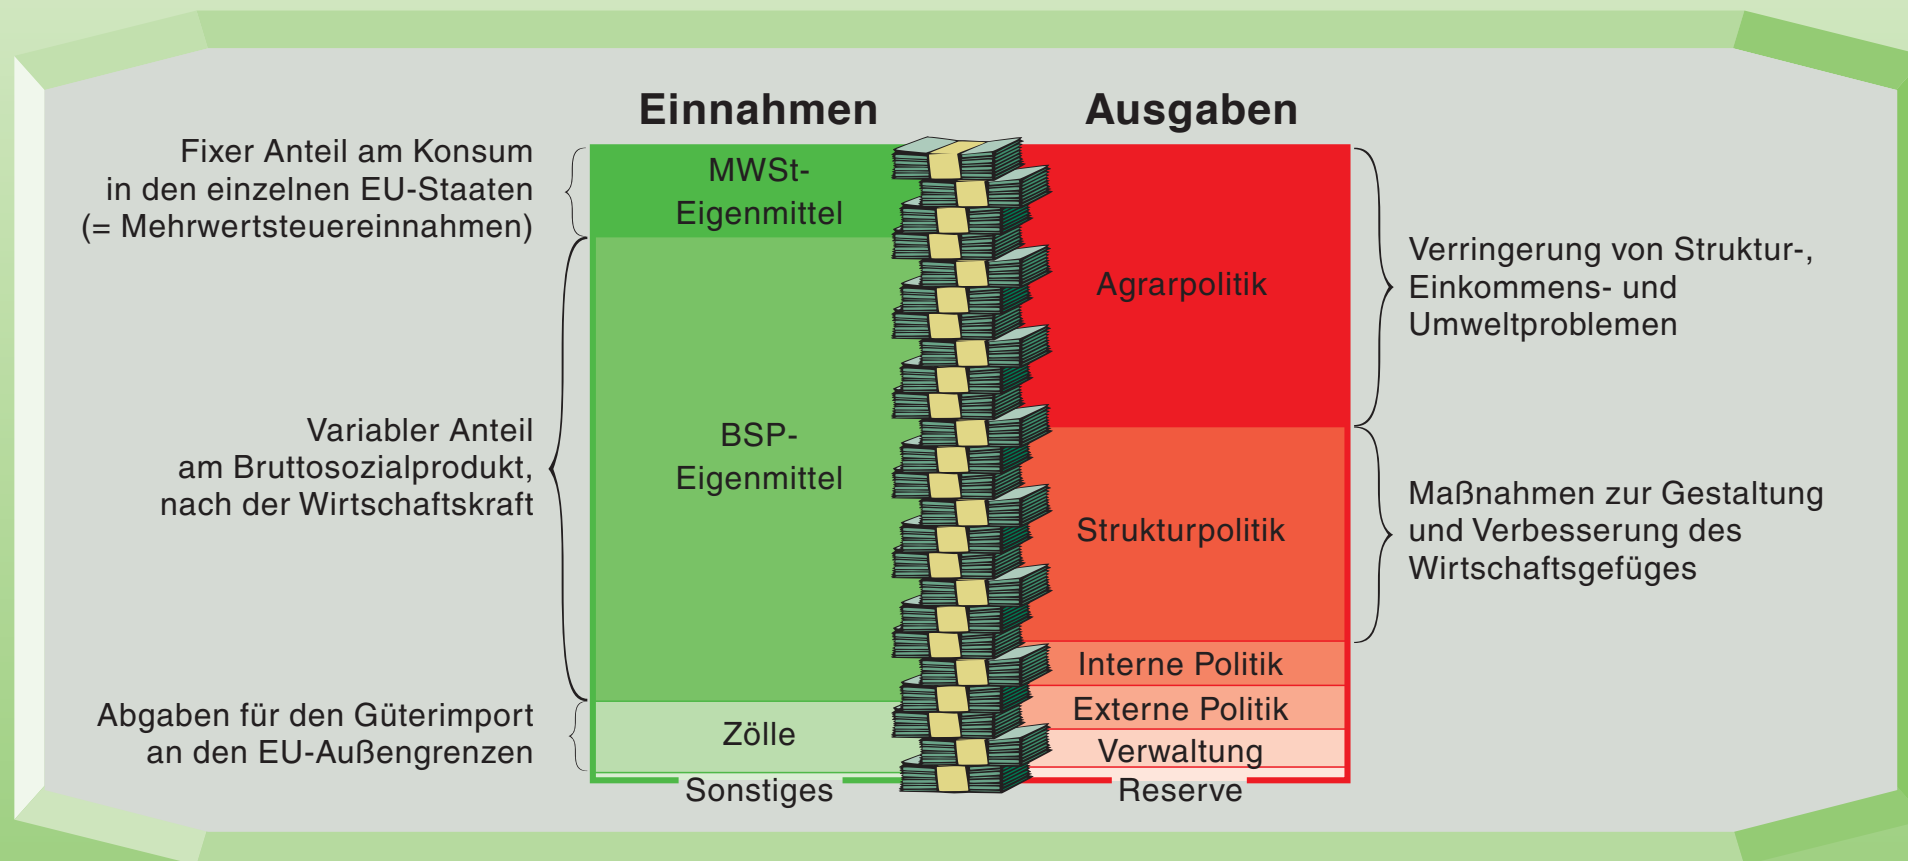 Einnahmen
Fixer Anteil am Konsum
in den einzelnen EU-Staaten
(= Mehrwertsteuereinnahmen)
MWSt-
Eigenmittel
Variabler Anteil
am Bruttosozialprodukt,
nach der Wirtschaftskraft
BSP-
Eigenmittel
Abgaben für den Güterimport
an den EU-Außengrenzen
Zölle
Sonstiges
Ausgaben
Agrarpolitik
Verringerung von Struktur-,
Einkommens- und
Umweltproblemen
Strukturpolitik
Maßnahmen zur Gestaltung
und Verbesserung des
Wirtschaftsgefüges
Interne Politik
Externe Politik
Verwaltung
Reserve